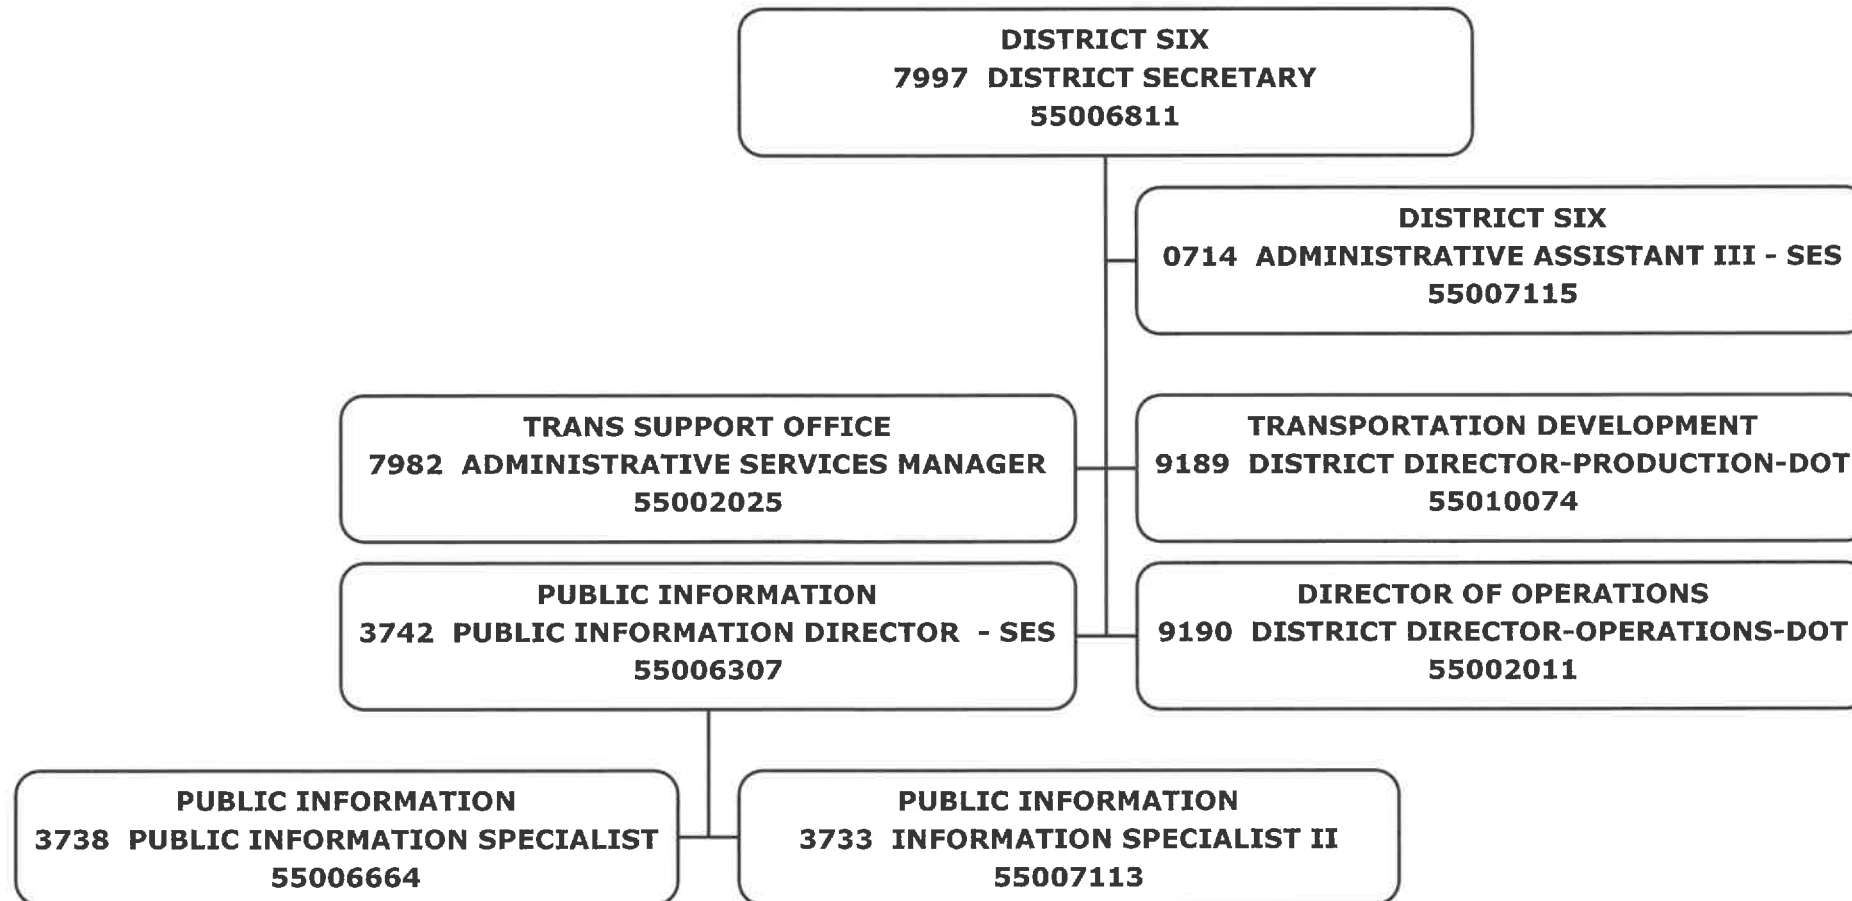 DISTRICT SIX
7997 DISTRICT SECRETARY
55006811
DISTRICT SIX
0714 ADMINISTRATIVE ASSISTANT III - SES
55007115
TRANS SUPPORT OFFICE
7982 ADMINISTRATIVE SERVICES MANAGER
55002025
TRANSPORTATION DEVELOPMENT
9189 DISTRICT DIRECTOR-PRODUCTION-DOT
55010074
PUBLIC INFORMATION
3742 PUBLIC INFORMATION DIRECTOR - SES
55006307
DIRECTOR OF OPERATIONS
9190 DISTRICT DIRECTOR-OPERATIONS-DOT
55002011
PUBLIC INFORMATION
3738 PUBLIC INFORMATION SPECIALIST
55006664
PUBLIC INFORMATION
3733 INFORMATION SPECIALIST II
55007113